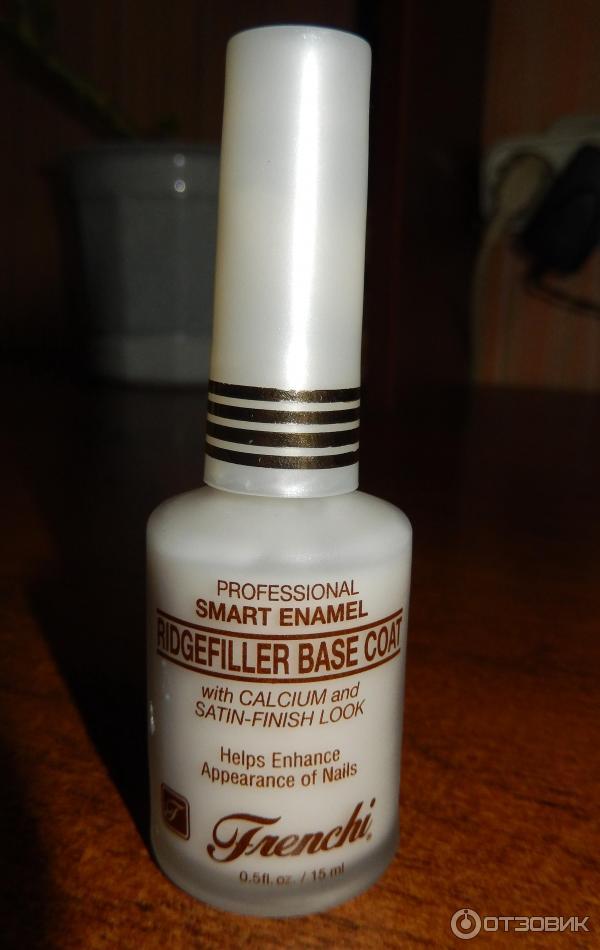 PROFESSIONAL
SMART ENAMEL
RIDGEFILLER BASE COAT
with CALCIUM and
SATIN-FINISH LOOK
Helps Enhance
Appearance of Nails
Frenchi®
0.5fl. oz. / 15 ml
ОТЗОВИК